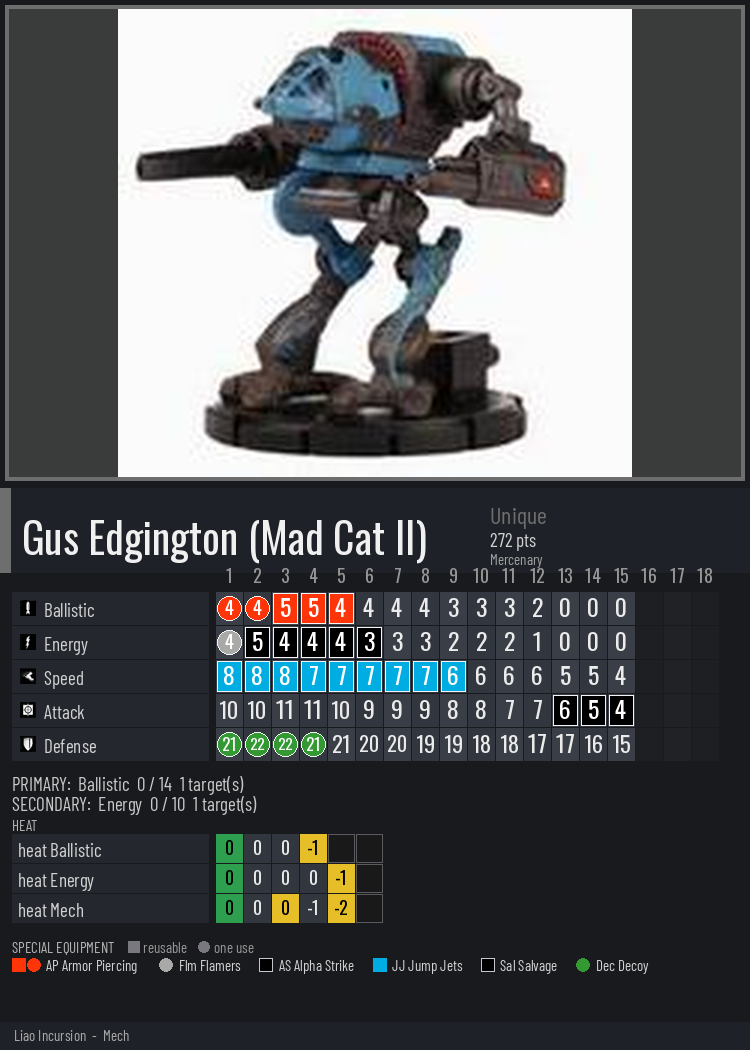 Gus Edgington (Mad Cat II)
Unique
272 pts
Mercenary
1 2 3 4 5 6 7 8 9 10 11 12 13 14 15 16 17 18
Ballistic 4 4 5 5 4 4 4 4 3 3 3 2 0 0 0
Energy 4 5 4 4 4 3 3 3 2 2 2 1 0 0 0
Speed 8 8 8 7 7 7 7 7 6 6 6 6 5 5 4
Attack 10 10 11 11 10 9 9 9 8 8 7 7 6 5 4
Defense 21 22 22 21 21 20 20 19 19 18 18 17 17 16 15
PRIMARY: Ballistic 0 / 14 1 target(s)
SECONDARY: Energy 0 / 10 1 target(s)
HEAT
heat Ballistic 0 0 0 -1
heat Energy 0 0 0 0 -1
heat Mech 0 0 0 -1 -2
SPECIAL EQUIPMENT reusable one use
AP Armor Piercing Flm Flamers AS Alpha Strike JJ Jump Jets Sal Salvage Dec Decoy
Liao Incursion - Mech